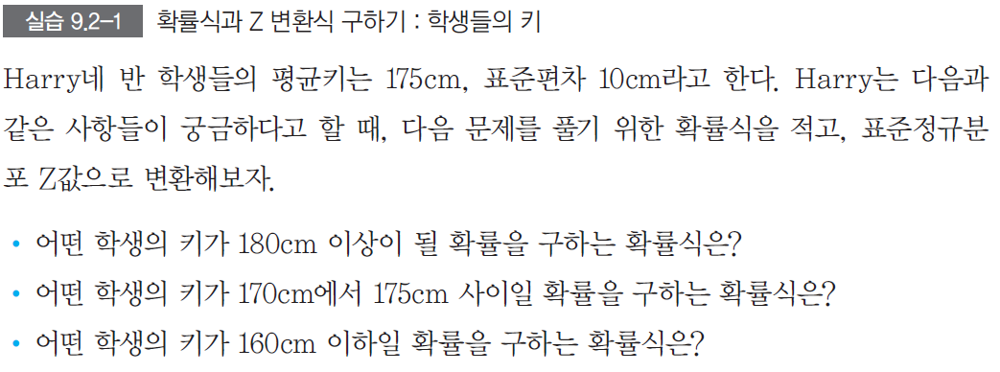 실습 9.2-1 확률식과 Z 변환식 구하기 : 학생들의 키
Harry네 반 학생들의 평균키는 175cm, 표준편차 10cm라고 한다. Harry는 다음과
같은 사항들이 궁금하다고 할 때, 다음 문제를 풀기 위한 확률식을 적고, 표준정규분
포 Z값으로 변환해보자.
• 어떤 학생의 키가 180cm 이상이 될 확률을 구하는 확률식은?
• 어떤 학생의 키가 170cm에서 175cm 사이일 확률을 구하는 확률식은?
• 어떤 학생의 키가 160cm 이하일 확률을 구하는 확률식은?